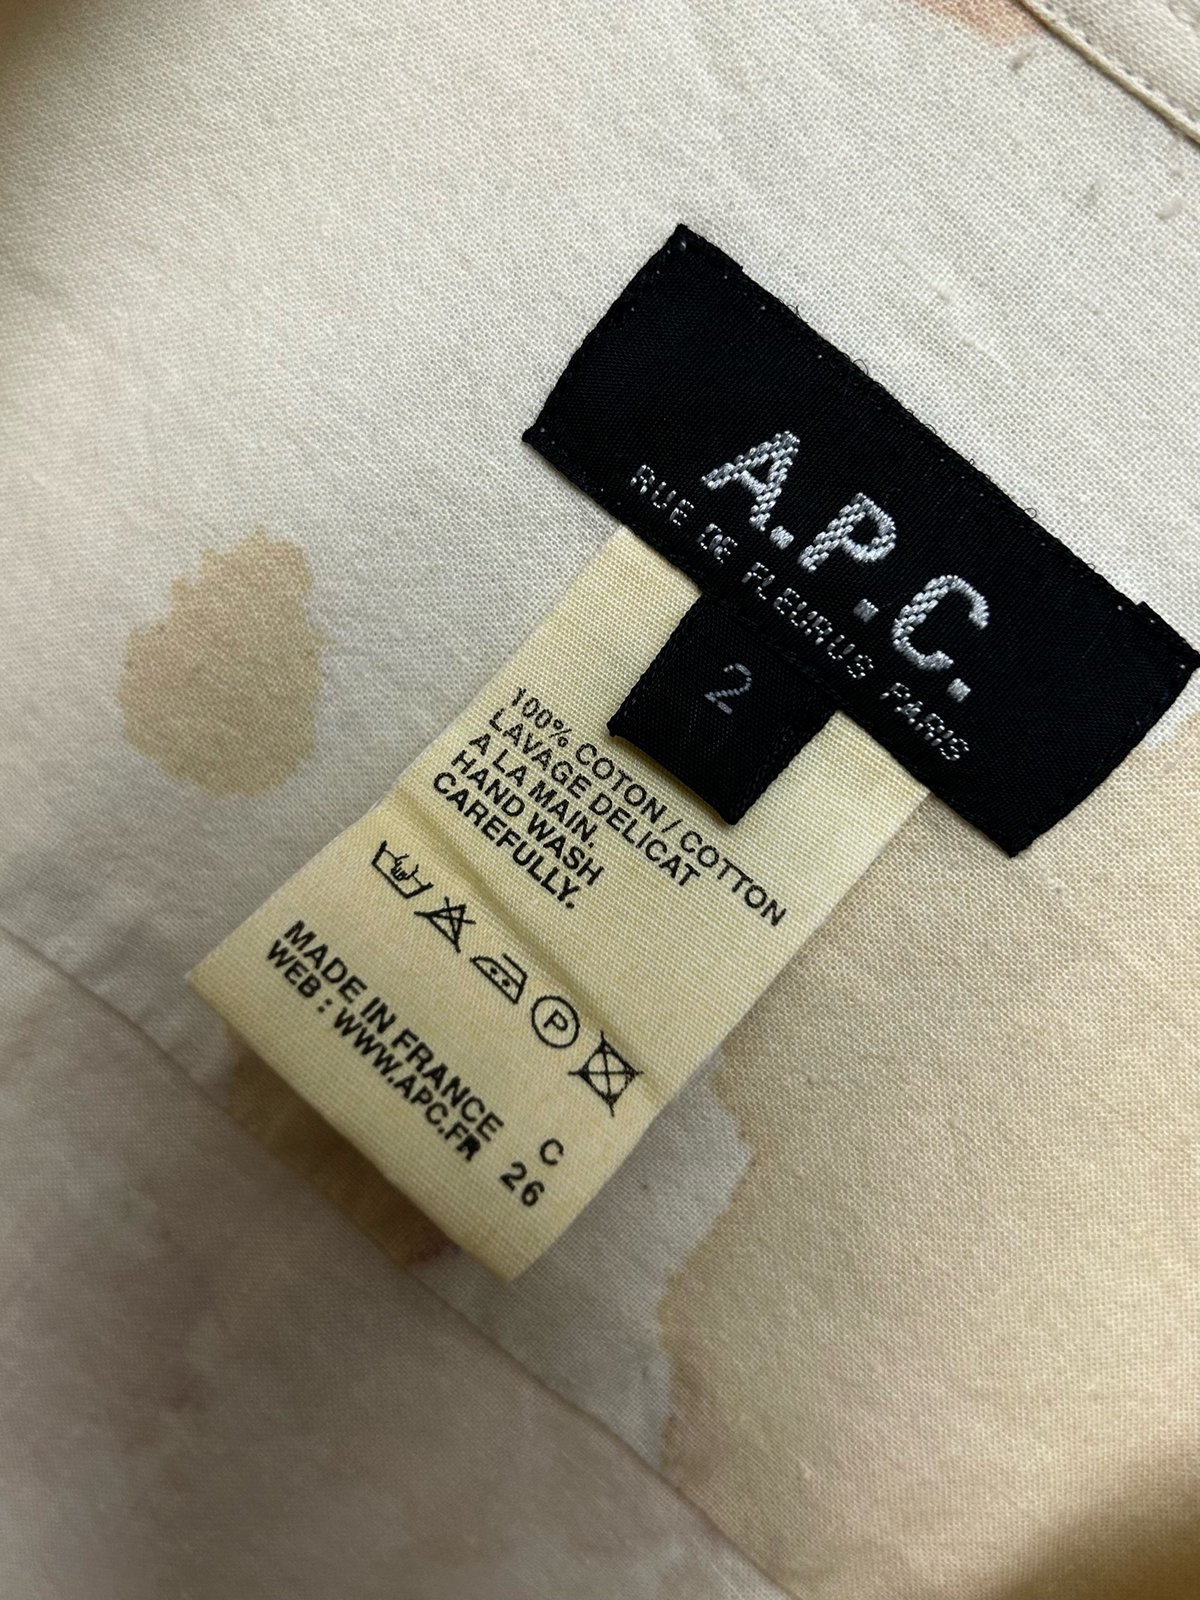 A.P.C.
RUE DE FLEURUS PARIS
2
100% COTON / COTTON
LAVAGE DELICAT
A LA MAIN.
HAND WASH
CAREFULLY.
P
MADE IN FRANCE C
WEB : WWW.APC.FR 26